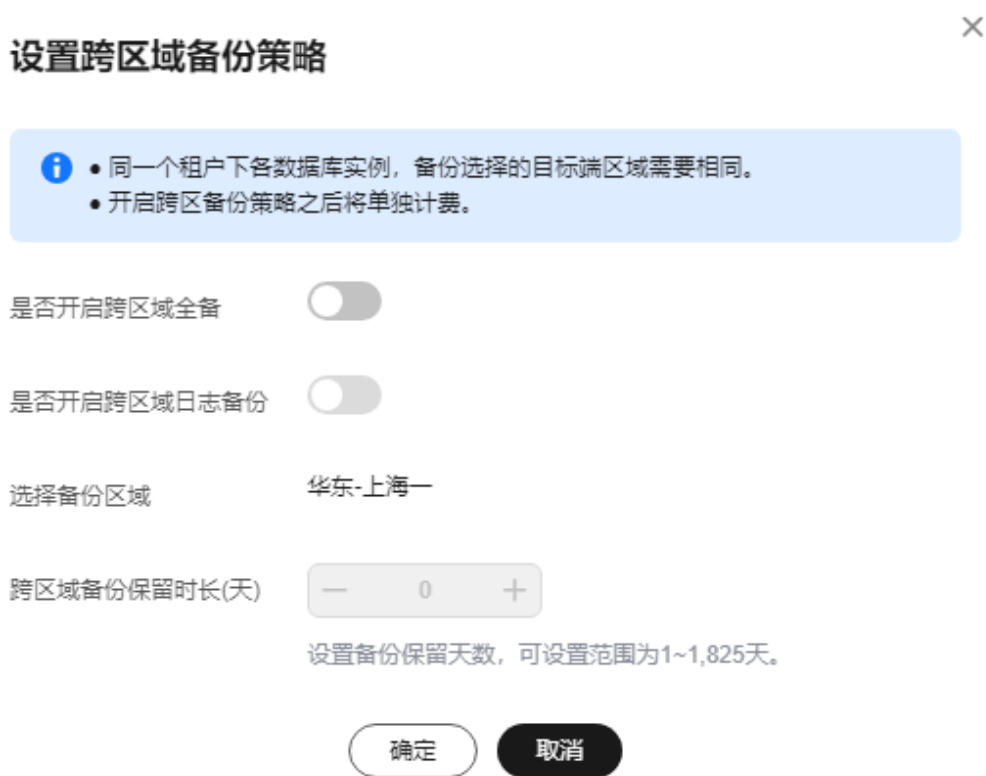 设置跨区域备份策略
● 同一个租户下各数据库实例，备份选择的目标端区域需要相同。
● 开启跨区备份策略之后将单独计费。
是否开启跨区域全备
是否开启跨区域日志备份
选择备份区域 华东-上海一
跨区域备份保留时长(天) — 0 +
设置备份保留天数，可设置范围为1~1,825天。
确定 取消